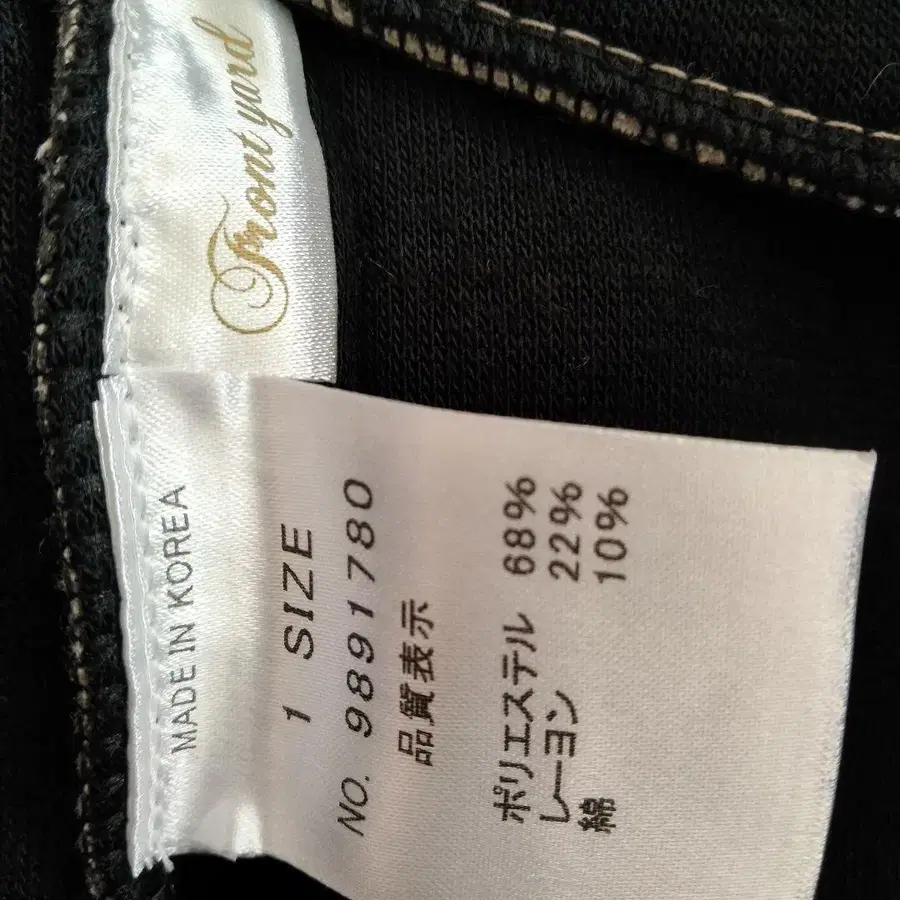 Front yard
MADE IN KOREA
1 SIZE
NO. 9891780
品質表示
ポリエステル 68%
レーヨン 22%
綿 10%